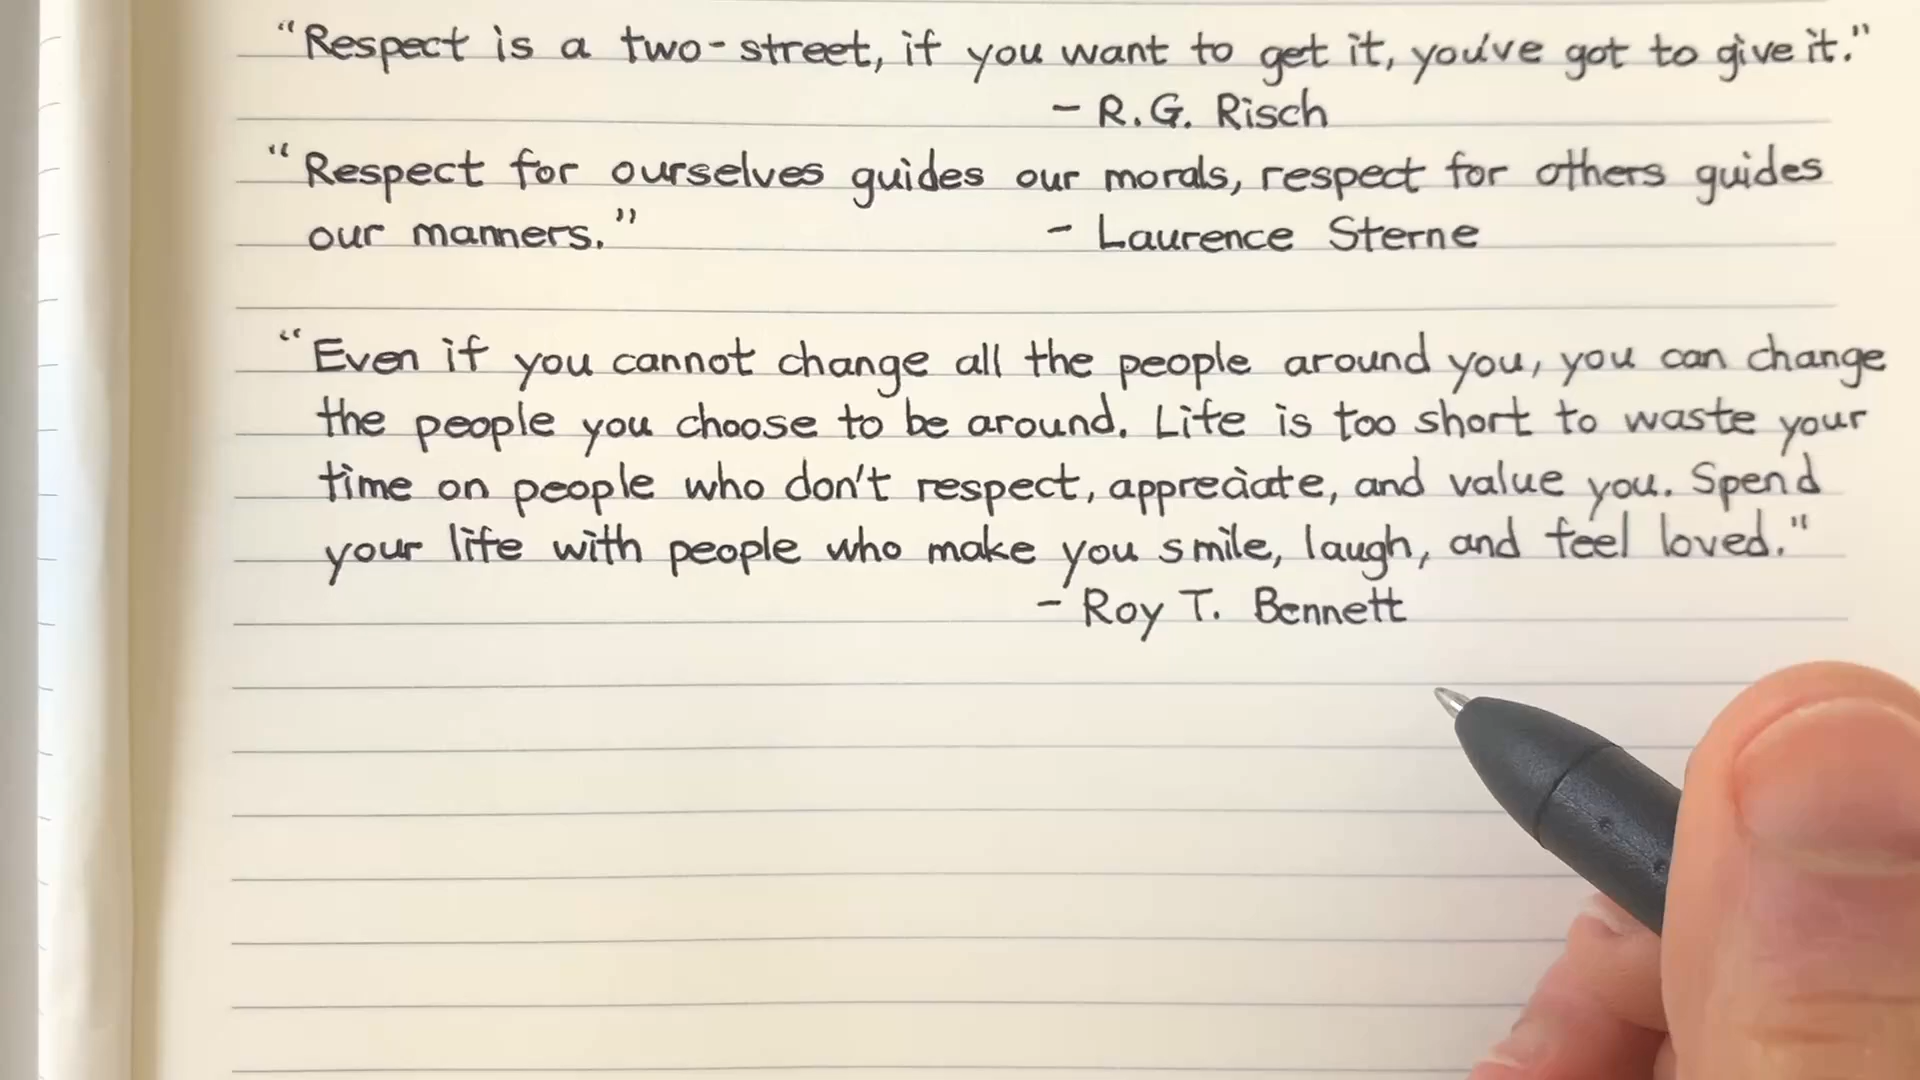 "Respect is a two-street, if you want to get it, you've got to give it."
- R.G. Risch
"Respect for ourselves guides our morals, respect for others guides
our manners." - Laurence Sterne
"Even if you cannot change all the people around you, you can change
the people you choose to be around. Life is too short to waste your
time on people who don't respect, appreciate, and value you. Spend
your life with people who make you smile, laugh, and feel loved."
- Roy T. Bennett